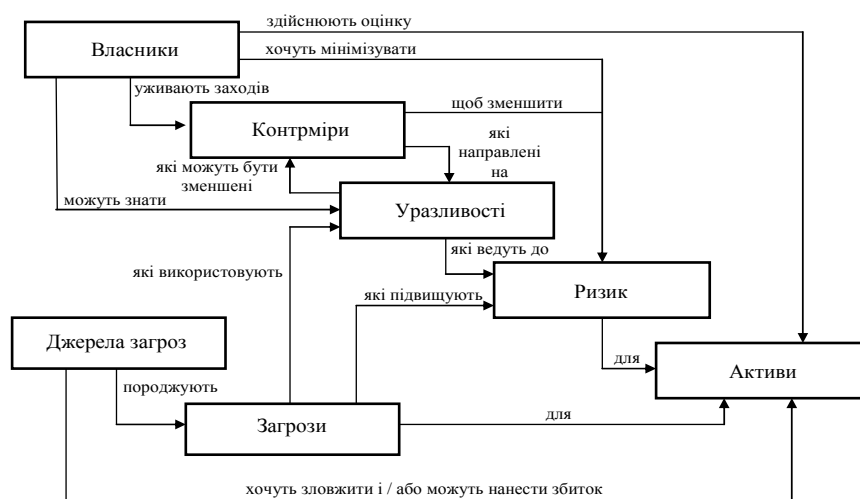 здійснюють оцінку
Власники
хочуть мінімізувати
уживають заходів
щоб зменшити
Контрміри
які
направлені
на
які можуть бути
зменшені
Уразливості
можуть знати
які ведуть до
які використовують
Ризик
які підвищують
Джерела загроз
для
Активи
породжують
Загрози
для
хочуть зловжити і / або можуть нанести збиток